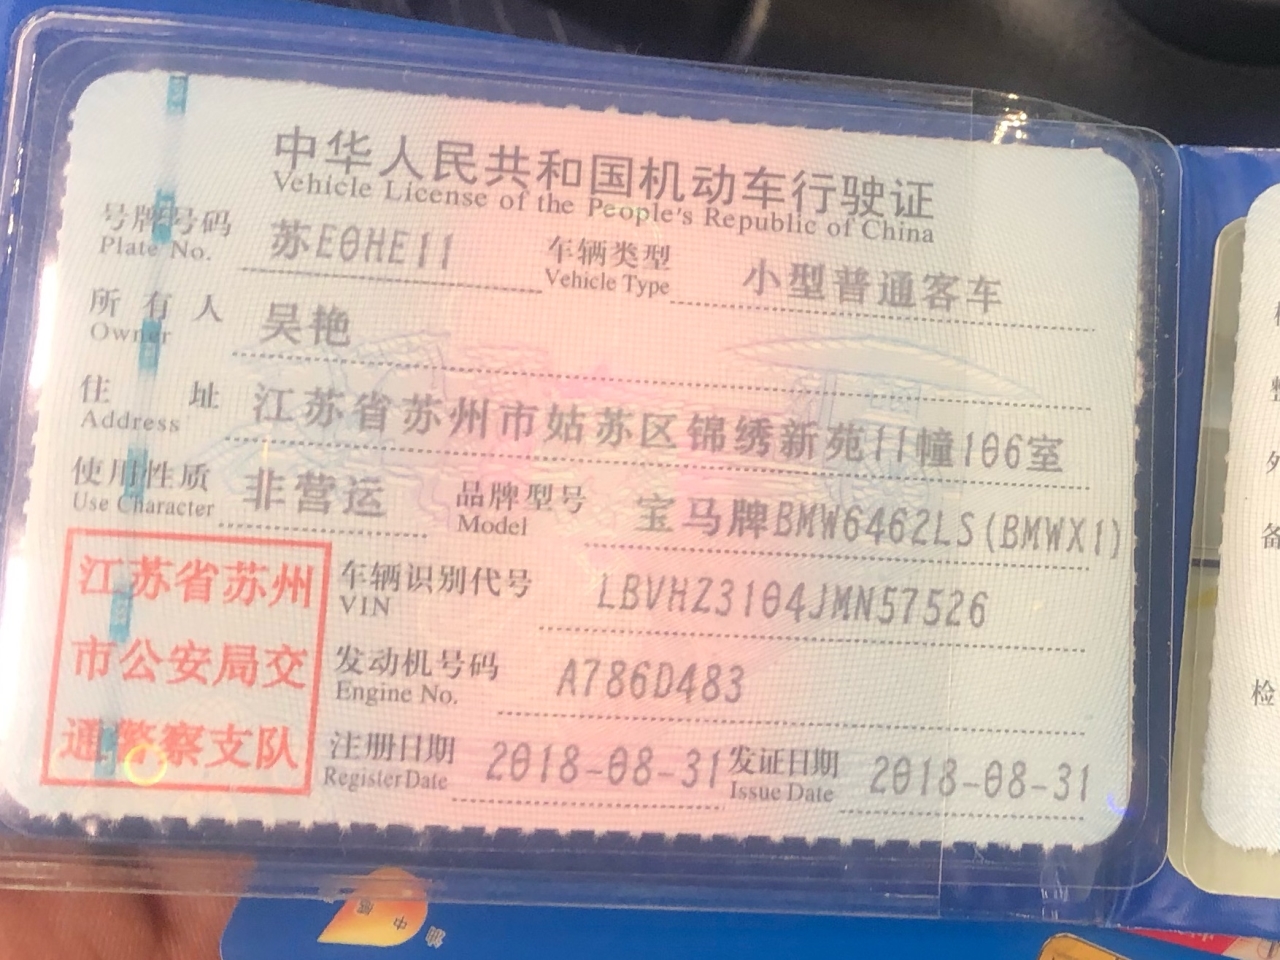 中华人民共和国机动车行驶证
Vehicle License of the People's Republic of China
号牌号码 苏E0HE11 车辆类型 小型普通客车
Plate No. Vehicle Type
所有人 吴艳
Owner
住址 江苏省苏州市姑苏区锦绣新苑11幢106室
Address
使用性质 非营运 品牌型号 宝马牌BMW6462LS(BMWX1)
Use Character Model
江苏省苏州
市公安局交
通警察支队
车辆识别代号 LBVHZ3104JMN57526
VIN
发动机号码 A786D483
Engine No.
注册日期 2018-08-31 发证日期 2018-08-31
Register Date Issue Date
备
检